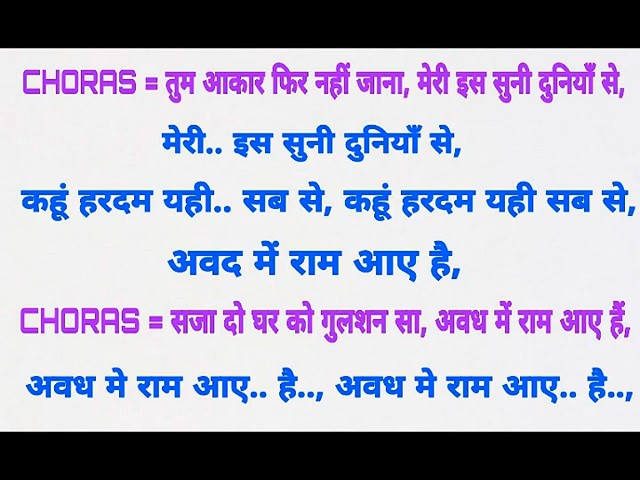 CHORAS = तुम आकार फिर नहीं जाना, मेरी इस सुनी दुनियाँ से,
मेरी.. इस सुनी दुनियाँ से,
कहूं हरदम यही.. सब से, कहूं हरदम यही सब से,
अवद में राम आए है,
CHORAS = सजा दो घर को गुलशन सा, अवध में राम आए हैं,
अवध मे राम आए.. है.., अवध मे राम आए.. है..,